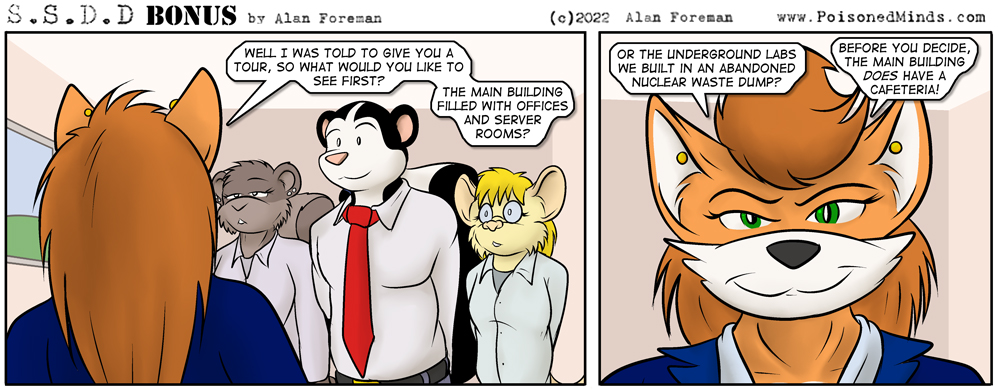 S.S.D.D BONUS by Alan Foreman (c)2022 Alan Foreman www.PoisonedMinds.com
WELL I WAS TOLD TO GIVE YOU A
TOUR, SO WHAT WOULD YOU LIKE TO
SEE FIRST?
THE MAIN BUILDING
FILLED WITH OFFICES
AND SERVER
ROOMS?
OR THE UNDERGROUND LABS
WE BUILT IN AN ABANDONED
NUCLEAR WASTE DUMP?
BEFORE YOU DECIDE,
THE MAIN BUILDING
DOES HAVE A
CAFETERIA!